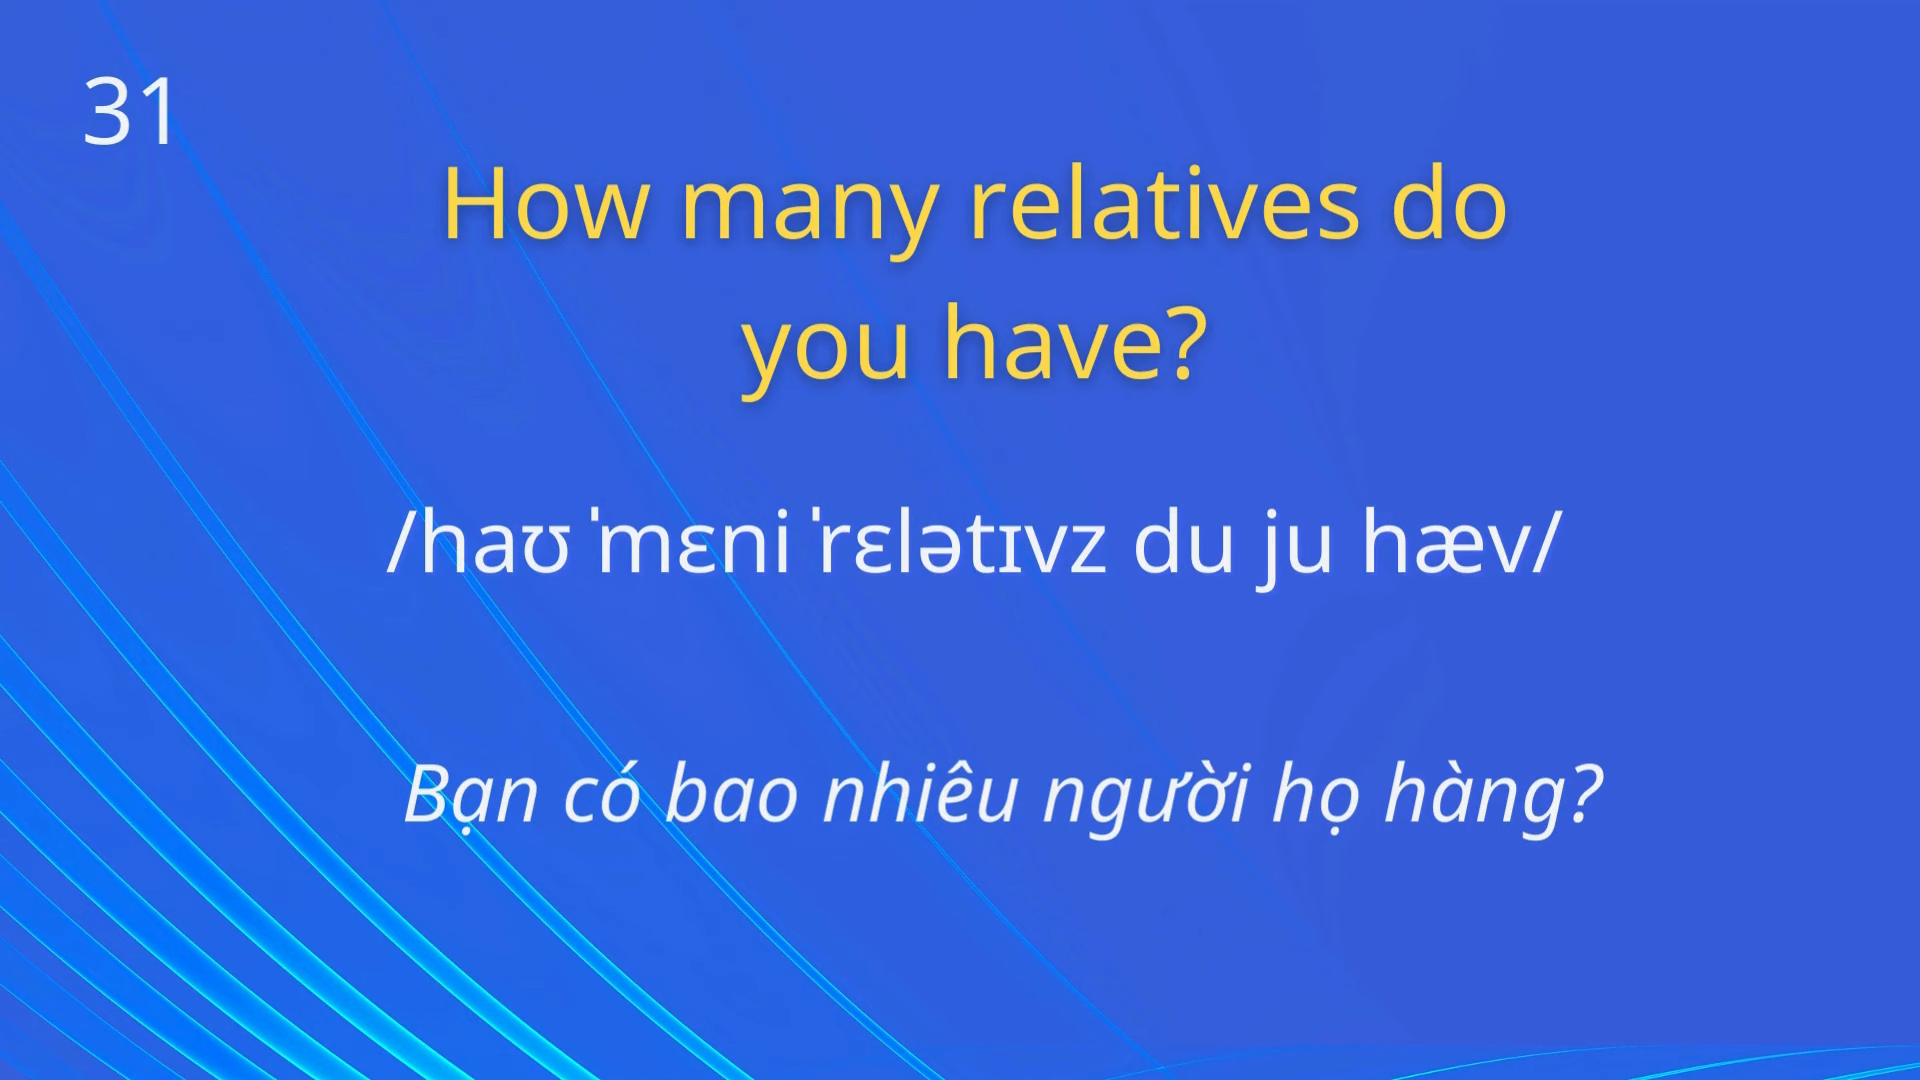 31
How many relatives do
you have?
/haʊ ˈmɛni ˈrɛlətɪvz du ju hæv/
Bạn có bao nhiêu người họ hàng?